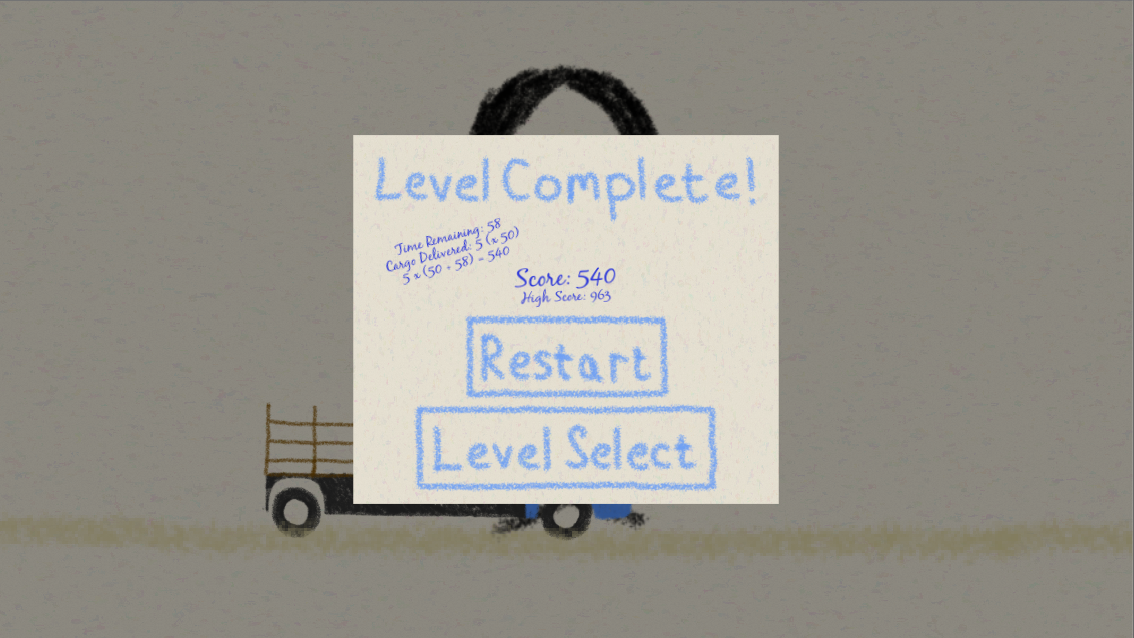 Level Complete!
Time Remaining: 58
Cargo Delivered: 5 (x 50)
5 x (50 + 58) = 540
Score: 540
High Score: 963
Restart
Level Select